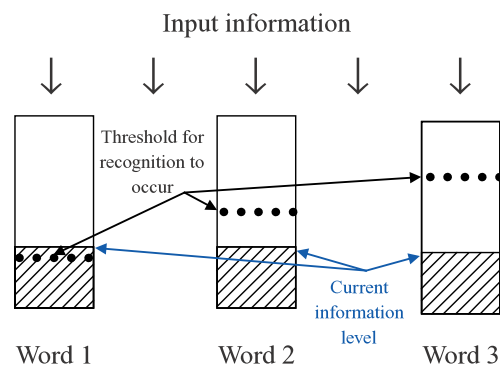 Input information
Threshold for
recognition to
occur
Current
information
level
Word 1
Word 2
Word 3